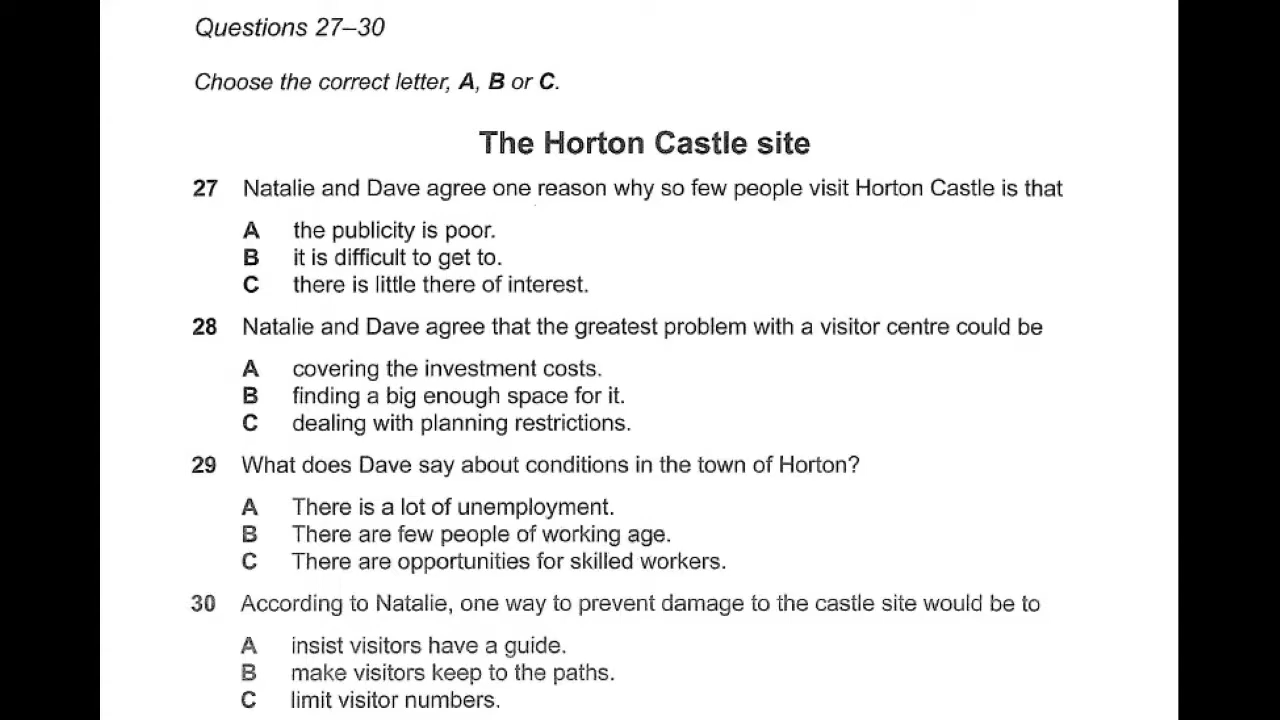 Questions 27–30
Choose the correct letter, A, B or C.
The Horton Castle site
27 Natalie and Dave agree one reason why so few people visit Horton Castle is that
A the publicity is poor.
B it is difficult to get to.
C there is little there of interest.
28 Natalie and Dave agree that the greatest problem with a visitor centre could be
A covering the investment costs.
B finding a big enough space for it.
C dealing with planning restrictions.
29 What does Dave say about conditions in the town of Horton?
A There is a lot of unemployment.
B There are few people of working age.
C There are opportunities for skilled workers.
30 According to Natalie, one way to prevent damage to the castle site would be to
A insist visitors have a guide.
B make visitors keep to the paths.
C limit visitor numbers.